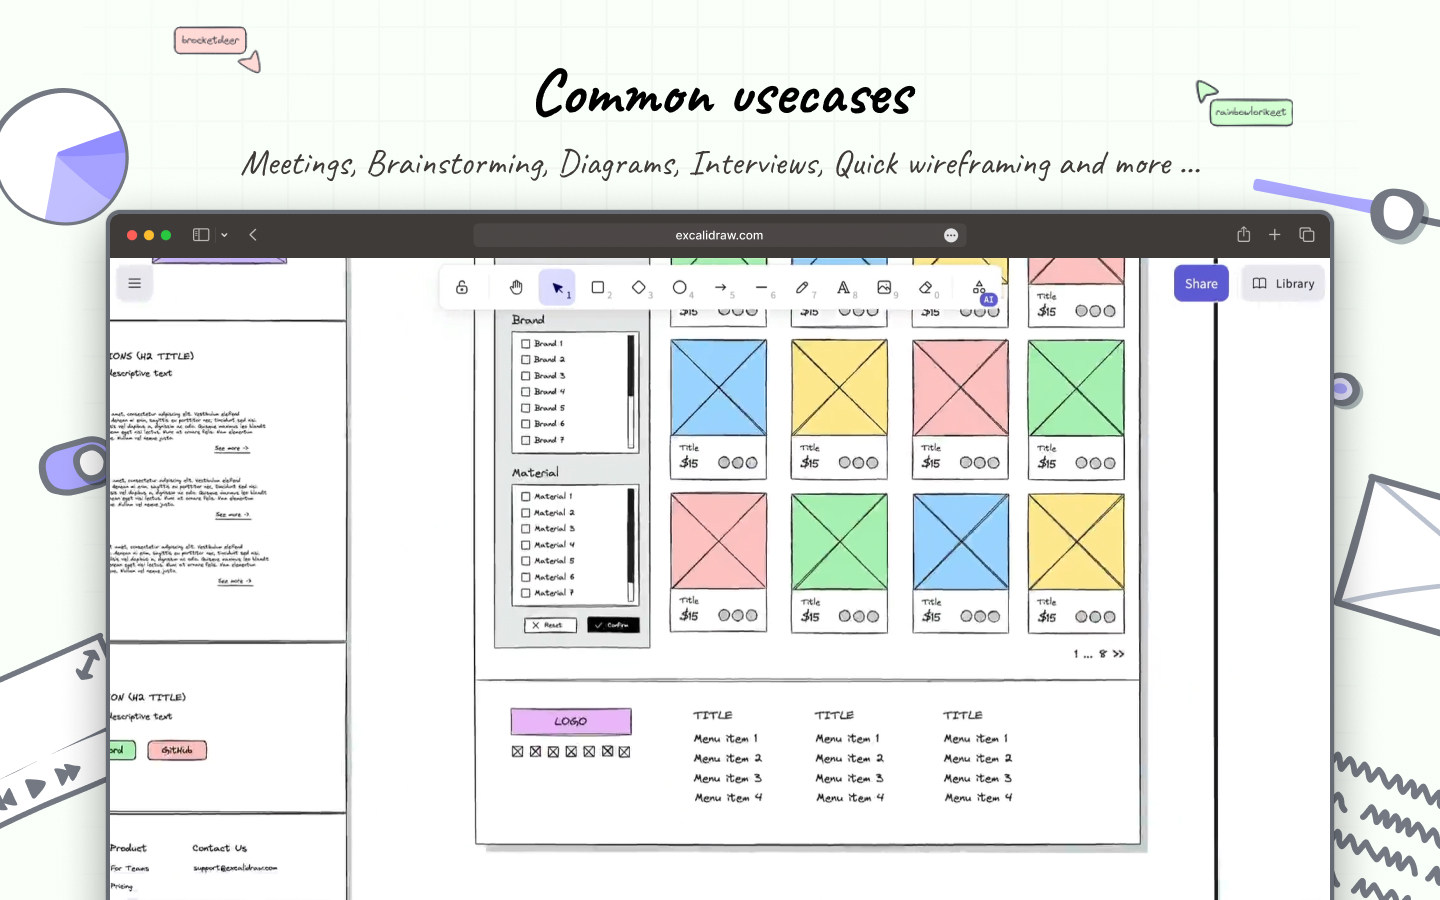 brocketdeer
Common usecases
rainbowlorikeet
Meetings, Brainstorming, Diagrams, Interviews, Quick wireframing and more ...
excalidraw.com
1
2
3
4
5
6
7
8
9
0
AI
Share
Library
IONS (H2 TITLE)
descriptive text
See more ->
See more ->
See more ->
ON (H2 TITLE)
descriptive text
ord
GitHub
Product
Contact Us
For Teams
support@excalidraw.com
Pricing
Brand
Brand 1
Brand 2
Brand 3
Brand 4
Brand 5
Brand 6
Brand 7
Material
Material 1
Material 2
Material 3
Material 4
Material 5
Material 6
Material 7
Reset
Confirm
$15
$15
$15
Title
$15
Title
$15
Title
$15
Title
$15
Title
$15
Title
$15
Title
$15
Title
$15
Title
$15
1 ... 8 >>
LOGO
TITLE
Menu item 1
Menu item 2
Menu item 3
Menu item 4
TITLE
Menu item 1
Menu item 2
Menu item 3
Menu item 4
TITLE
Menu item 1
Menu item 2
Menu item 3
Menu item 4